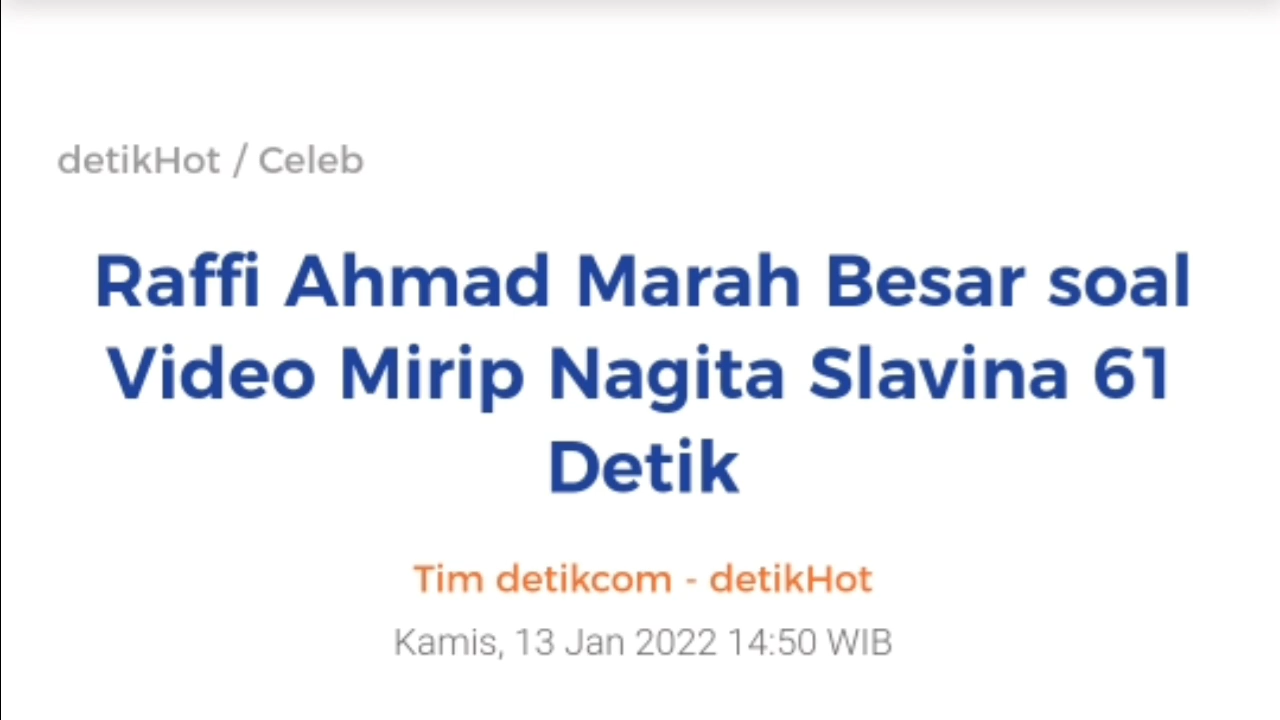 detikHot / Celeb
Raffi Ahmad Marah Besar soal
Video Mirip Nagita Slavina 61
Detik
Tim detikcom - detikHot
Kamis, 13 Jan 2022 14:50 WIB